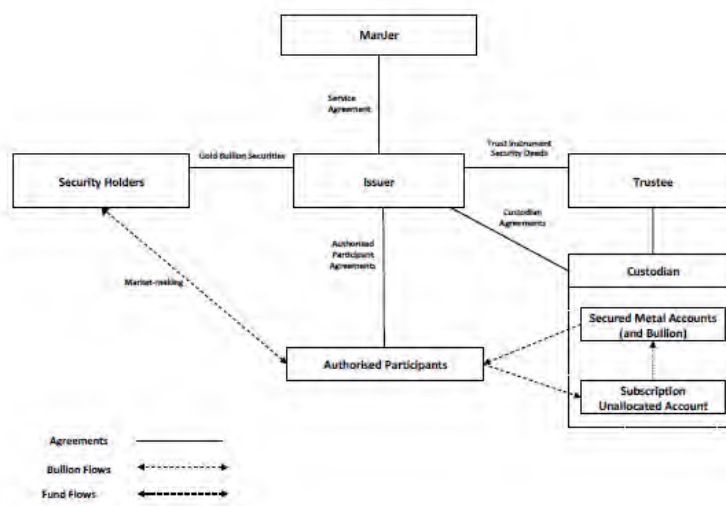 ManJer
Service
Agreement
Gold Bullion Securities
Trust Instrument
Security Deeds
Security Holders
Issuer
Trustee
Custodian
Agreements
Authorised
Participant
Agreements
Custodian
Market-making
Secured Metal Accounts
(and Bullion)
Authorised Participants
Subscription
Unallocated Account
Agreements
Bullion Flows
Fund Flows